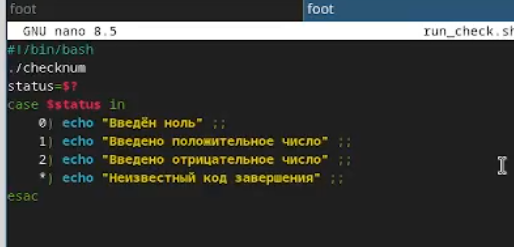 foot
foot
GNU nano 8.5
run_check.sh
#!/bin/bash
./checknum
status=$?
case $status in
    0) echo "Введён ноль" ;;
    1) echo "Введено положительное число" ;;
    2) echo "Введено отрицательное число" ;;
    *) echo "Неизвестный код завершения" ;;
esac